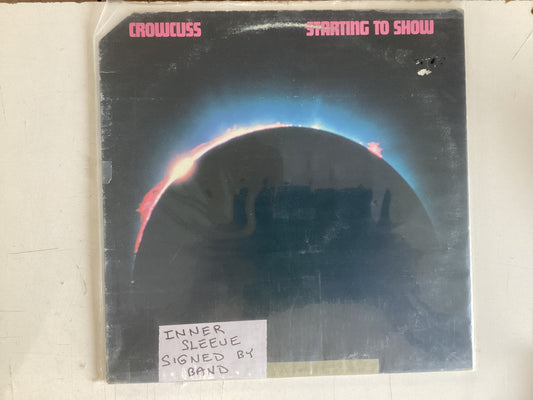 CROWCUSS STARTING TO SHOW
INNER
SLEEVE
SIGNED BY
BAND